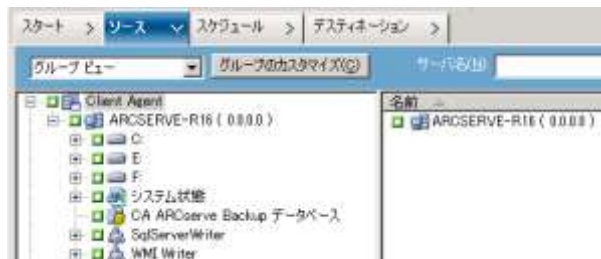 スタート > ソース スケジュール > デスティネーション >
グループ ビュー グループのカスタマイズ(C) サーバ名(H)
Client Agent
ARCSERVE-R16 ( 0.0.0.0 )
C:
E:
F:
システム状態
CA ARCserve Backup データベース
SqlServerWriter
WMI Writer
名前
ARCSERVE-R16 ( 0.0.0.0 )